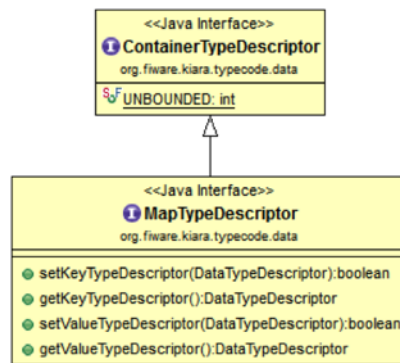 <<Java Interface>>
I ContainerTypeDescriptor
org.fiware.kiara.typecode.data
S F UNBOUNDED: int
<<Java Interface>>
I MapTypeDescriptor
org.fiware.kiara.typecode.data
setKeyTypeDescriptor(DataTypeDescriptor):boolean
getKeyTypeDescriptor():DataTypeDescriptor
setValueTypeDescriptor(DataTypeDescriptor):boolean
getValueTypeDescriptor():DataTypeDescriptor